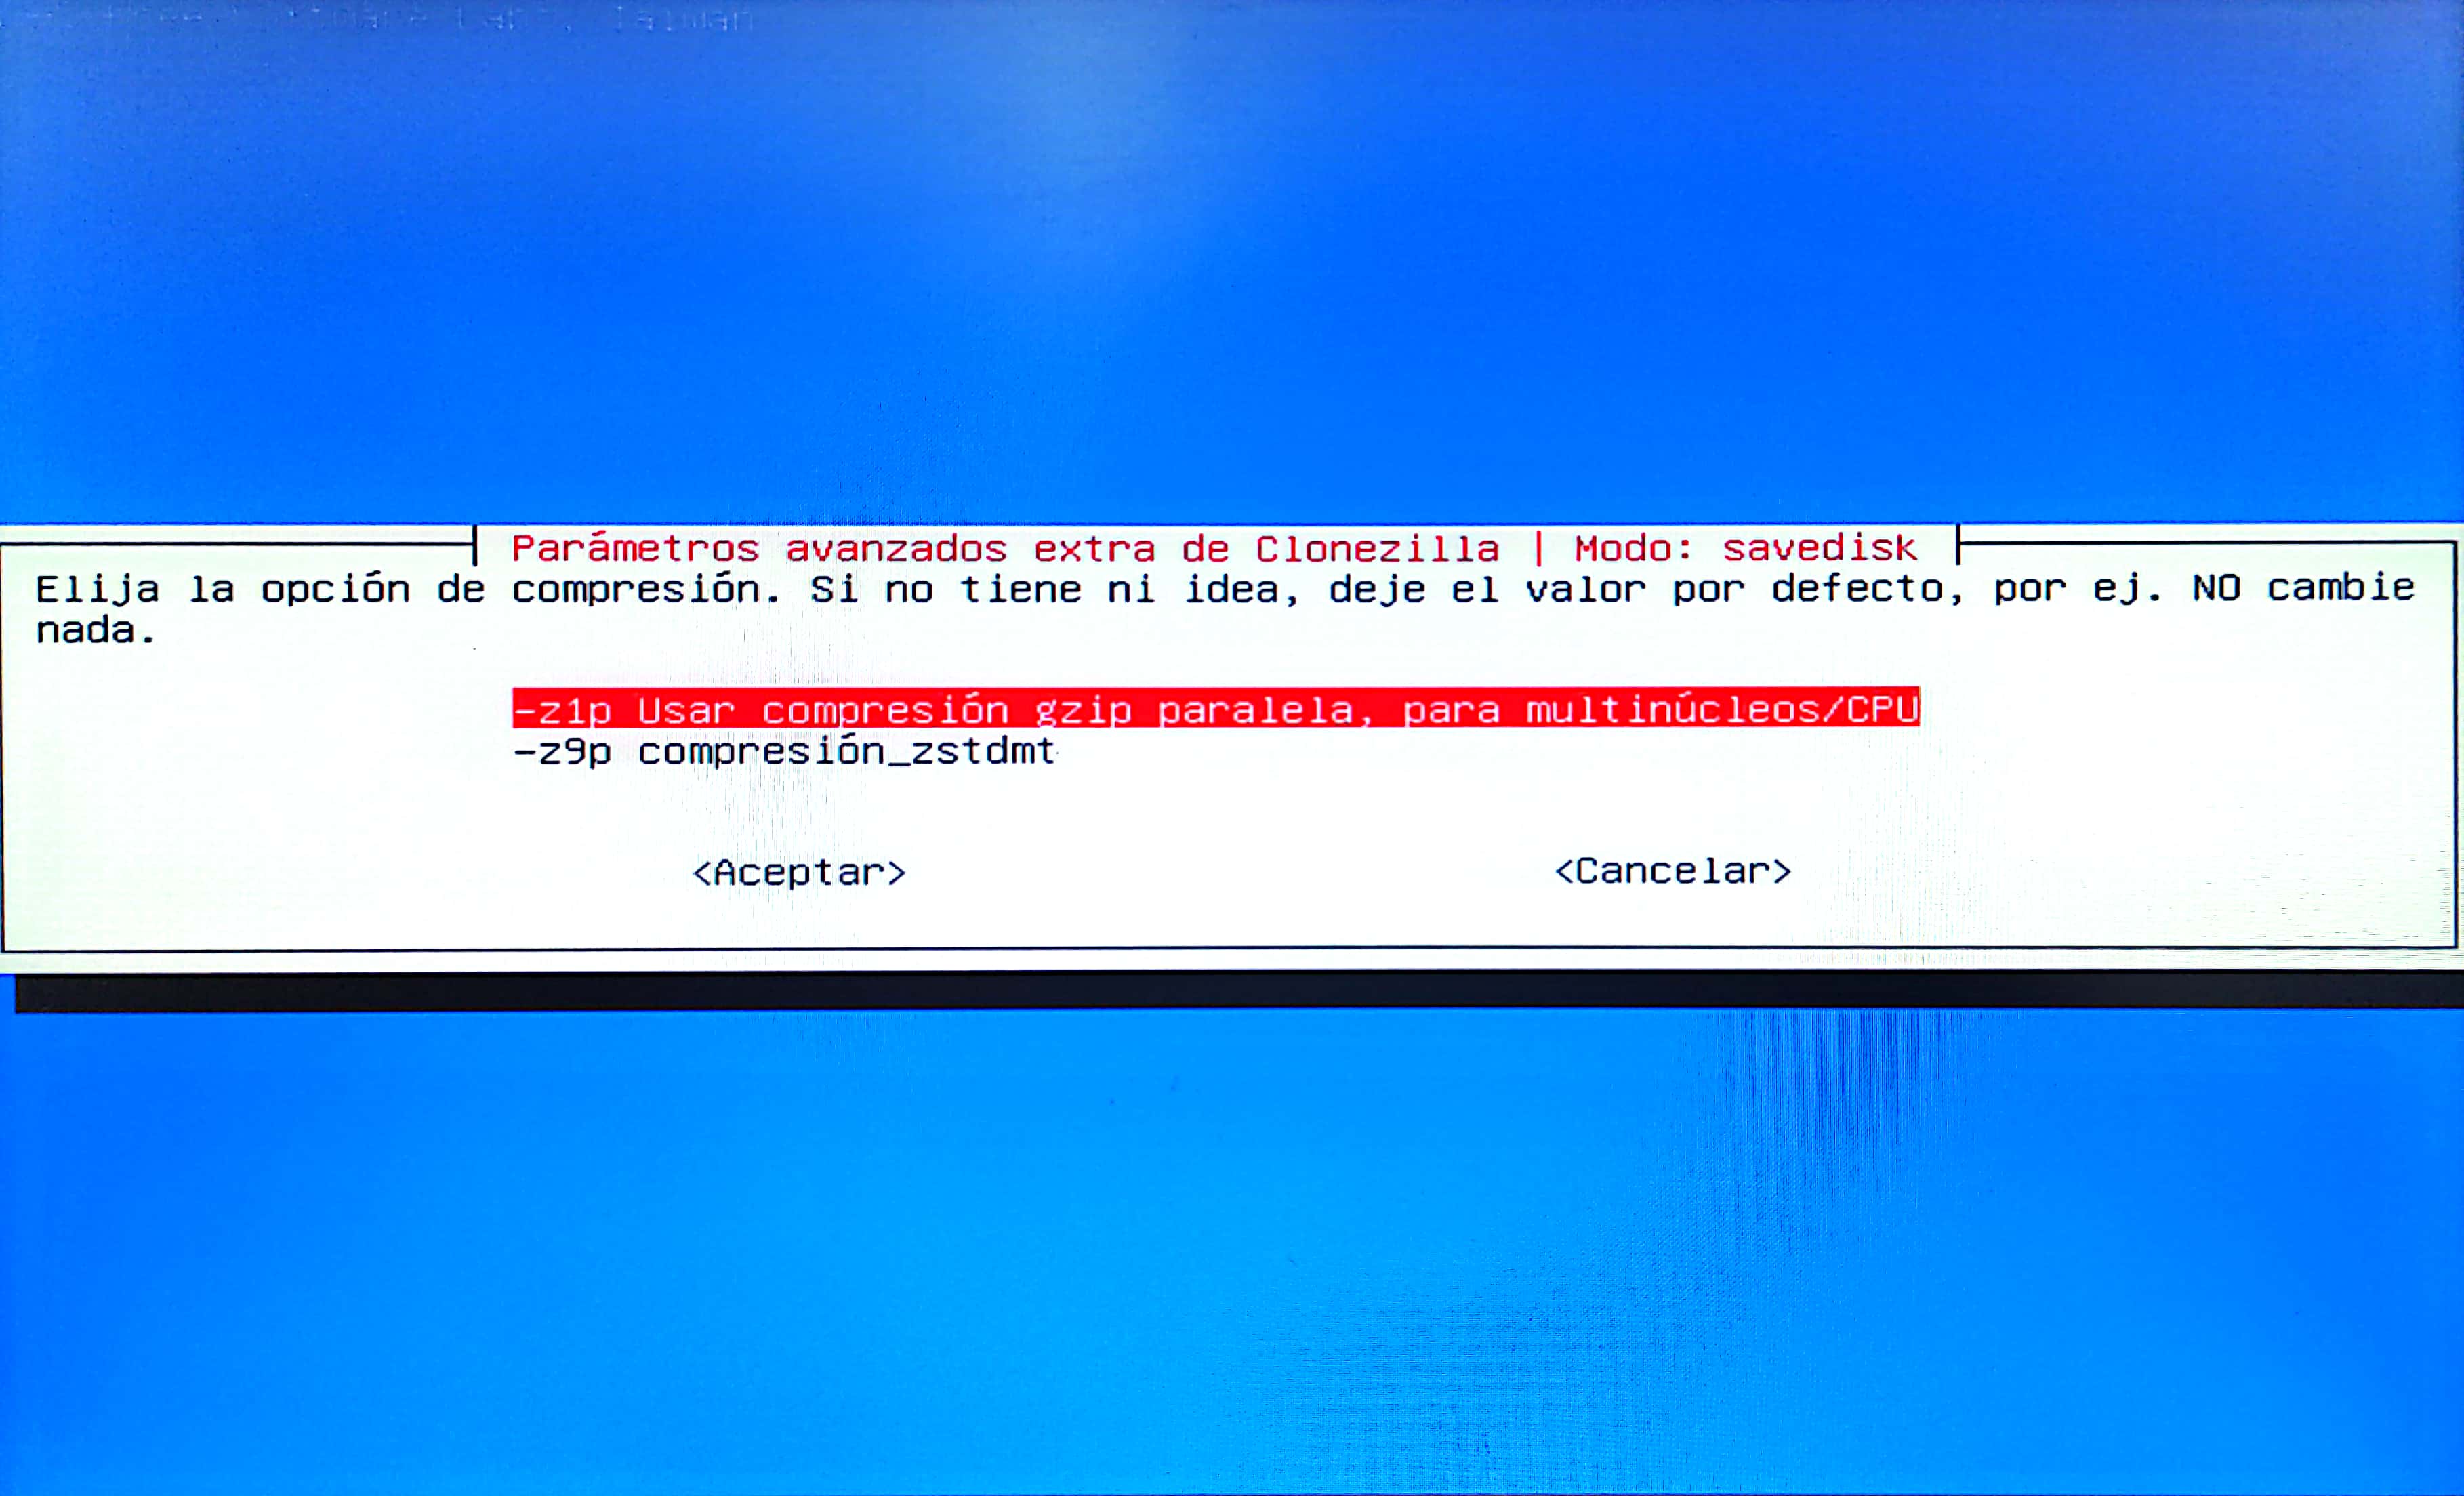 Taiwan
Parámetros avanzados extra de Clonezilla | Modo: savedisk
Elija la opción de compresión. Si no tiene ni idea, deje el valor por defecto, por ej. NO cambie
nada.
-z1p Usar compresión gzip paralela, para multinúcleos/CPU
-z9p compresión_zstdmt
<Aceptar>
<Cancelar>